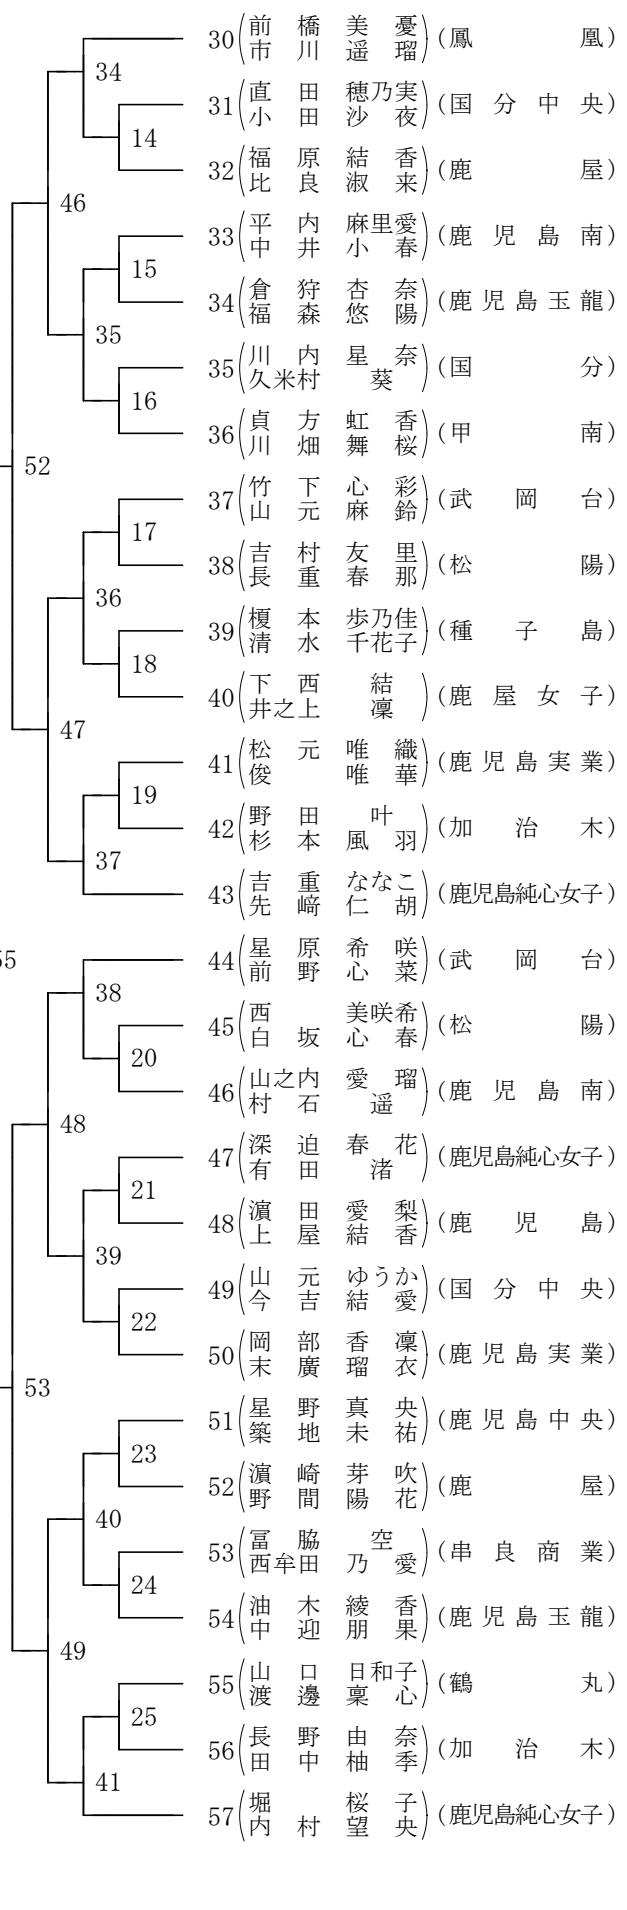 30 前橋美憂 (鳳凰)
市川遥瑠
34
31 直田穂乃実 (国分中央)
小田沙夜
14
32 福原結香 (鹿屋)
比良淑来
46
33 平内麻里愛 (鹿児島南)
中井小春
15
34 倉狩杏奈 (鹿児島玉龍)
福森悠陽
35
35 川内星奈 (国分)
久米村葵
16
36 貞方虹香 (甲南)
川畑舞桜
52
37 竹下心彩 (武岡台)
山元麻鈴
17
38 吉村友里 (松陽)
長重春那
36
39 榎本歩乃佳 (種子島)
清水千花子
18
40 下西結 (鹿屋女子)
井之上凜
47
41 松元唯織 (鹿児島実業)
俊唯華
19
42 野田叶 (加治木)
杉本風羽
37
43 吉重ななこ (鹿児島純心女子)
先﨑仁胡
55
44 星原希咲 (武岡台)
前野心菜
38
45 西美咲希 (松陽)
白坂心春
20
46 山之内愛瑠 (鹿児島南)
村石遥
48
47 深迫春花 (鹿児島純心女子)
有田渚
21
48 濵田愛梨 (鹿児島)
上屋結香
39
49 山元ゆうか (国分中央)
今吉結愛
22
50 岡部香凜 (鹿児島実業)
末廣瑠衣
53
51 星野真央 (鹿児島中央)
築地未祐
23
52 濵崎芽吹 (鹿屋)
野間陽花
40
53 冨脇空 (串良商業)
西牟田乃愛
24
54 油木綾香 (鹿児島玉龍)
中迎朋果
49
55 山口日和子 (鶴丸)
渡邊稟心
25
56 長野由奈 (加治木)
田中柚季
41
57 堀桜子 (鹿児島純心女子)
内村望央